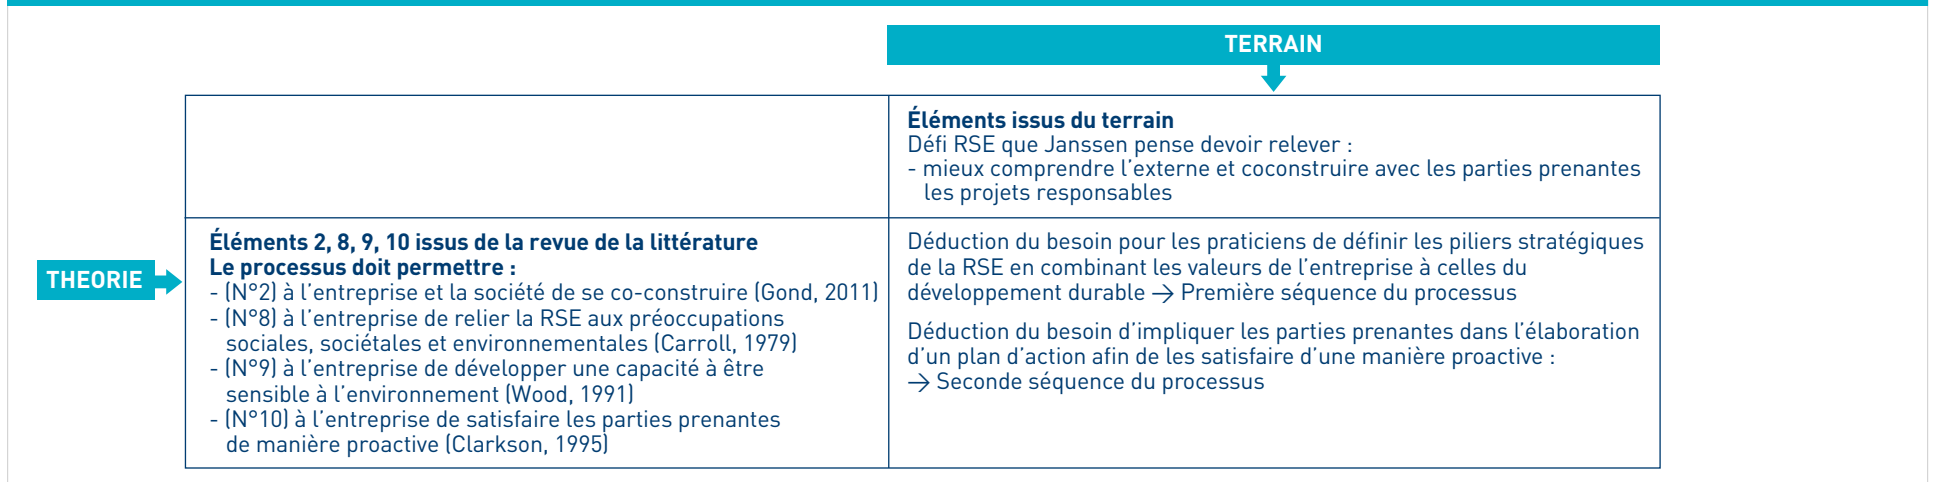 TERRAIN
Éléments issus du terrain
Défi RSE que Janssen pense devoir relever :
- mieux comprendre l’externe et coconstruire avec les parties prenantes
les projets responsables
THEORIE
Éléments 2, 8, 9, 10 issus de la revue de la littérature
Le processus doit permettre :
- (N°2) à l’entreprise et la société de se co-construire (Gond, 2011)
- (N°8) à l’entreprise de relier la RSE aux préoccupations
sociales, sociétales et environnementales (Carroll, 1979)
- (N°9) à l’entreprise de développer une capacité à être
sensible à l’environnement (Wood, 1991)
- (N°10) à l’entreprise de satisfaire les parties prenantes
de manière proactive (Clarkson, 1995)
Déduction du besoin pour les praticiens de définir les piliers stratégiques
de la RSE en combinant les valeurs de l’entreprise à celles du
développement durable → Première séquence du processus
Déduction du besoin d’impliquer les parties prenantes dans l’élaboration
d’un plan d’action afin de les satisfaire d’une manière proactive :
→ Seconde séquence du processus